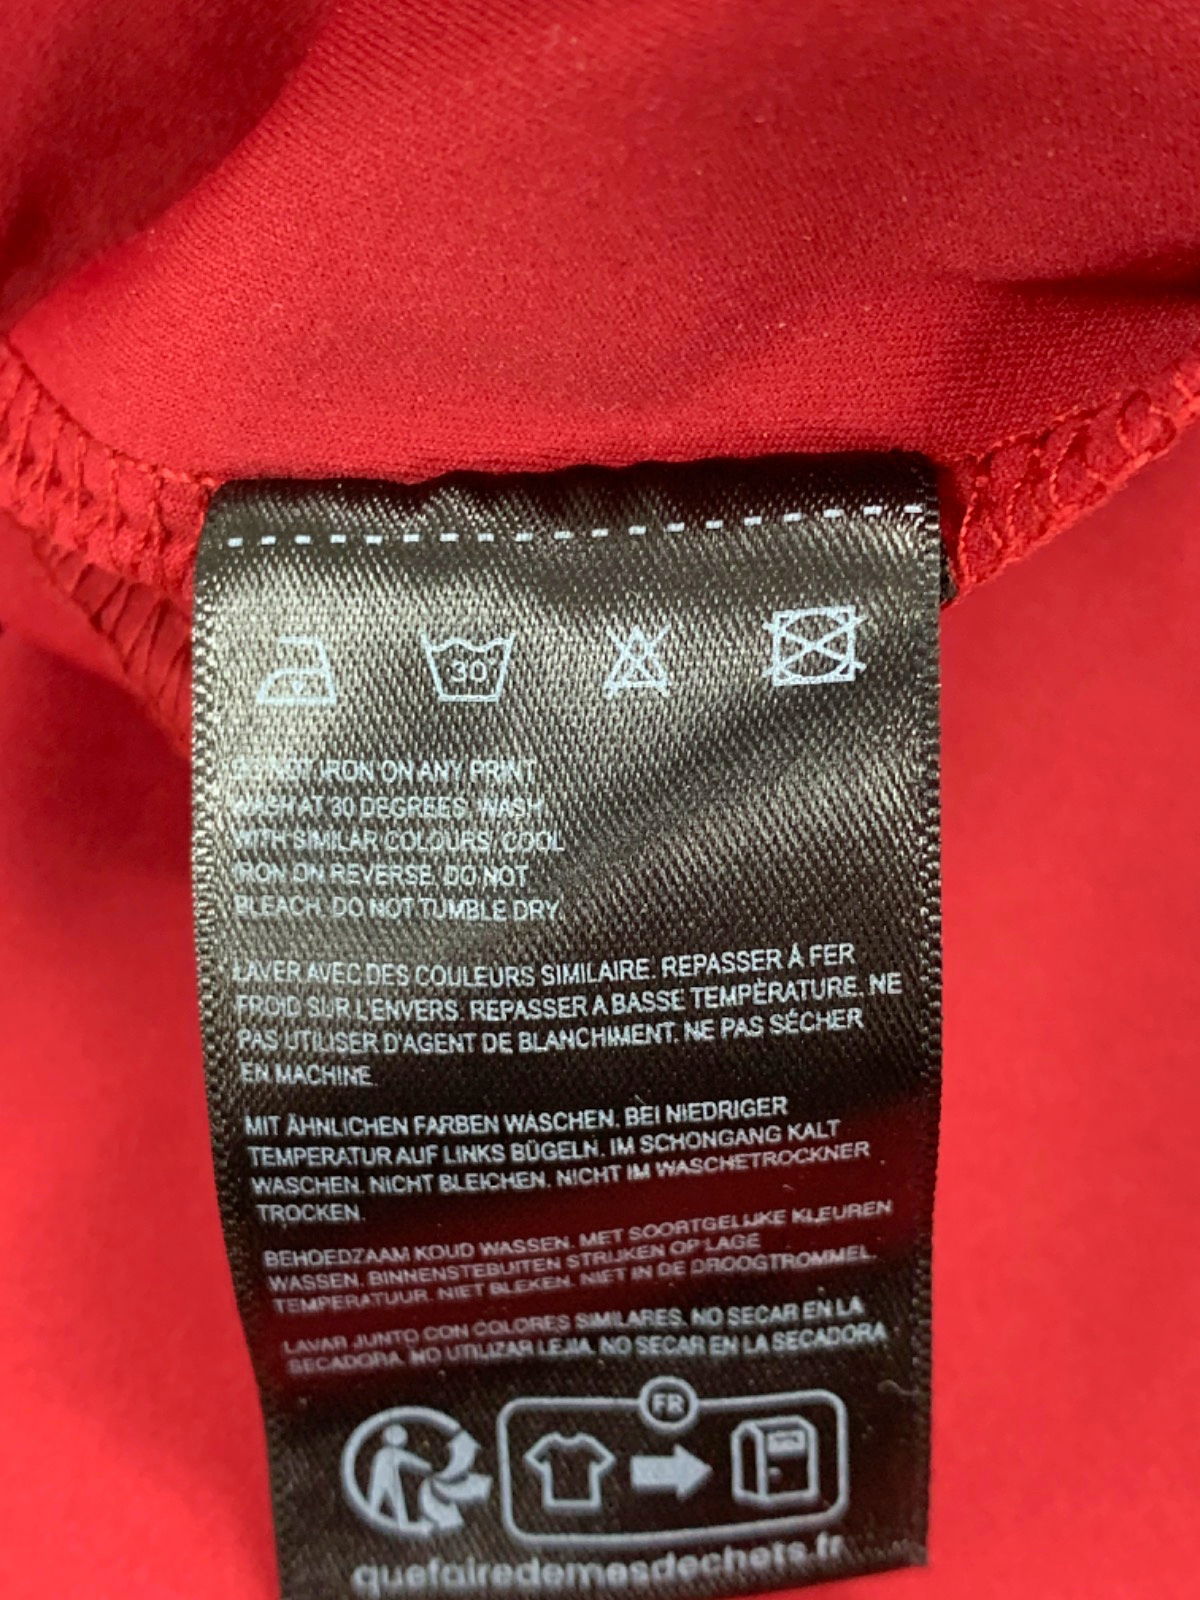 30°
DO NOT IRON ON ANY PRINT
WASH AT 30 DEGREES. WASH
WITH SIMILAR COLOURS, COOL
IRON ON REVERSE. DO NOT
BLEACH. DO NOT TUMBLE DRY.
LAVER AVEC DES COULEURS SIMILAIRE. REPASSER À FER
FROID SUR L'ENVERS. REPASSER A BASSE TEMPÉRATURE. NE
PAS UTILISER D'AGENT DE BLANCHIMENT. NE PAS SÉCHER
EN MACHINE.
MIT ÄHNLICHEN FARBEN WASCHEN. BEI NIEDRIGER
TEMPERATUR AUF LINKS BÜGELN. IM SCHONGANG KALT
WASCHEN. NICHT BLEICHEN. NICHT IM WASCHETROCKNER
TROCKEN.
BEHOEDZAAM KOUD WASSEN. MET SOORTGELIJKE KLEUREN
WASSEN. BINNENSTEBUITEN STRIJKEN OP LAGE
TEMPERATUUR. NIET BLEKEN. NIET IN DE DROOGTROMMEL.
LAVAR JUNTO CON COLORES SIMILARES. NO SECAR EN LA
SECADORA. NO UTILIZAR LEJIA. NO SECAR EN LA SECADORA
FR
quefairedemesdechets.fr